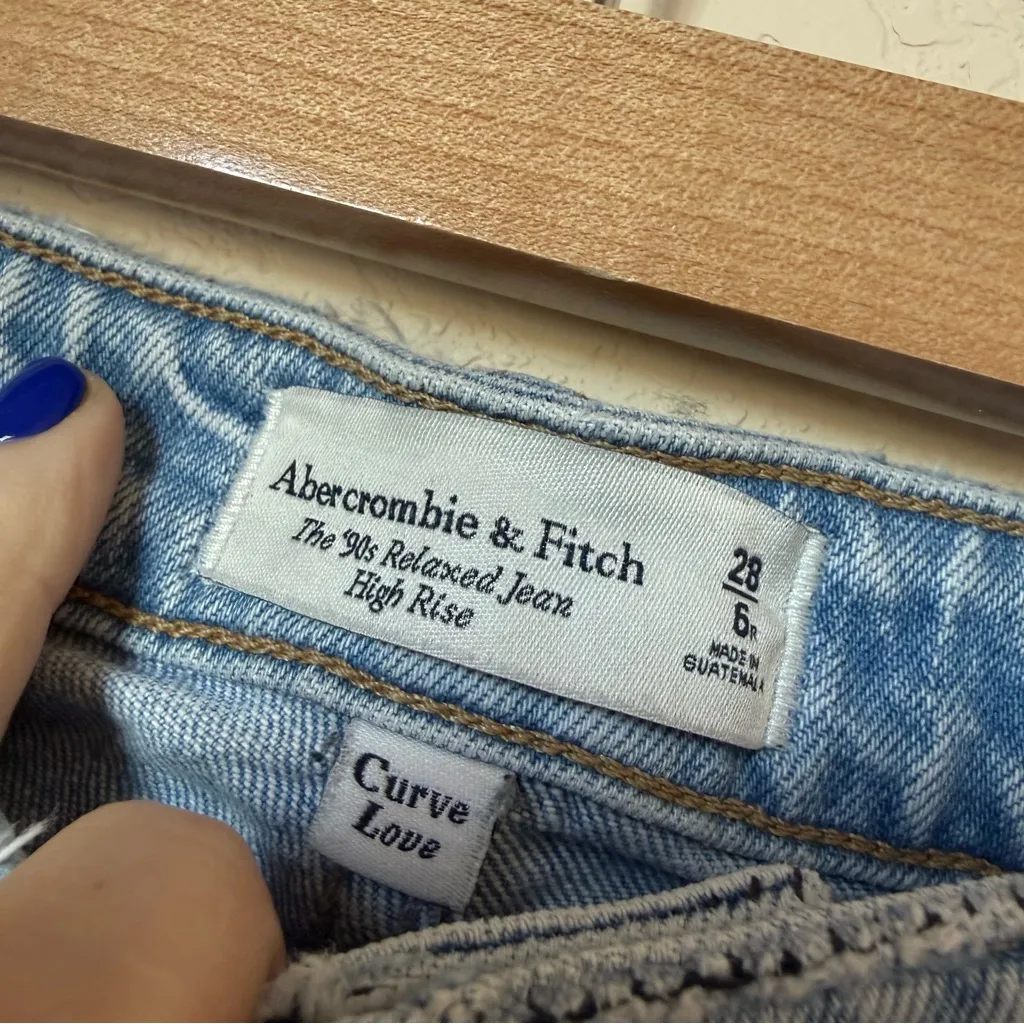 Abercrombie & Fitch
The '90s Relaxed Jean
High Rise
28
6R
MADE IN
GUATEMALA
Curve
Love